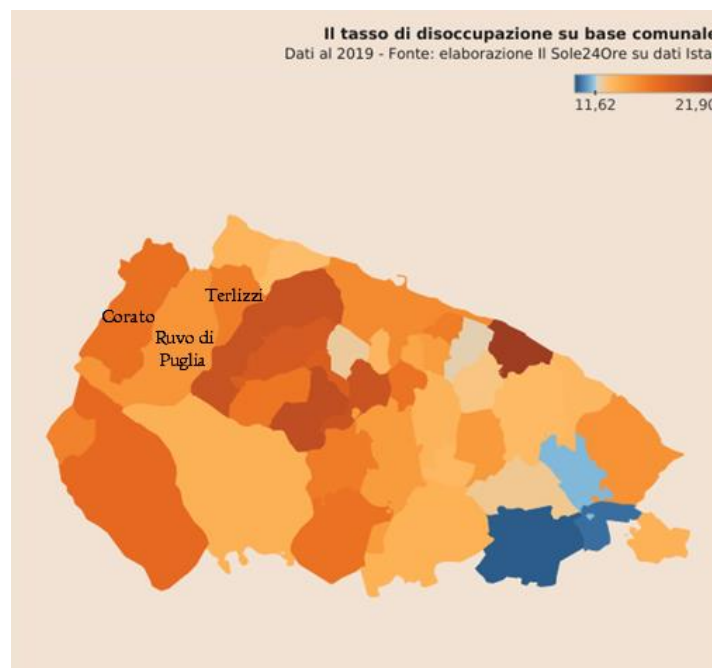 Il tasso di disoccupazione su base comunale
Dati al 2019 - Fonte: elaborazione Il Sole24Ore su dati Ista
11,62
21,90
Terlizzi
Corato
Ruvo di
Puglia